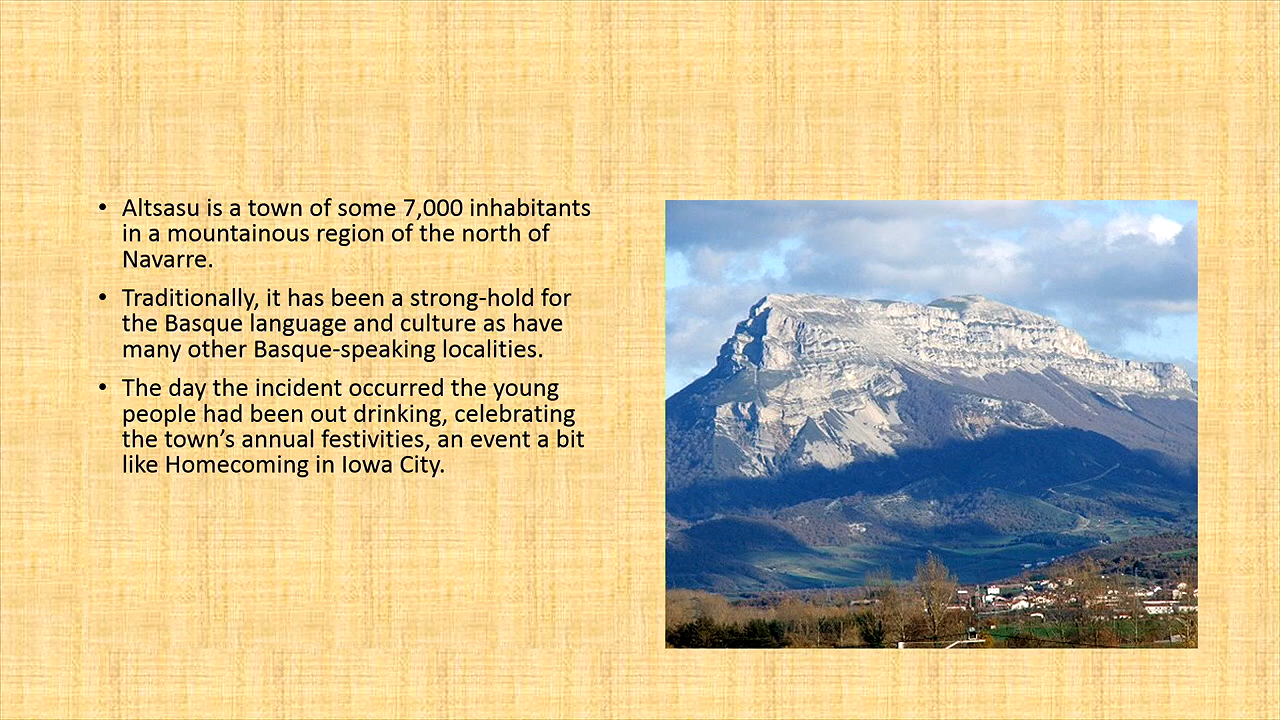 • Altsasu is a town of some 7,000 inhabitants
in a mountainous region of the north of
Navarre.
• Traditionally, it has been a strong-hold for
the Basque language and culture as have
many other Basque-speaking localities.
• The day the incident occurred the young
people had been out drinking, celebrating
the town’s annual festivities, an event a bit
like Homecoming in Iowa City.